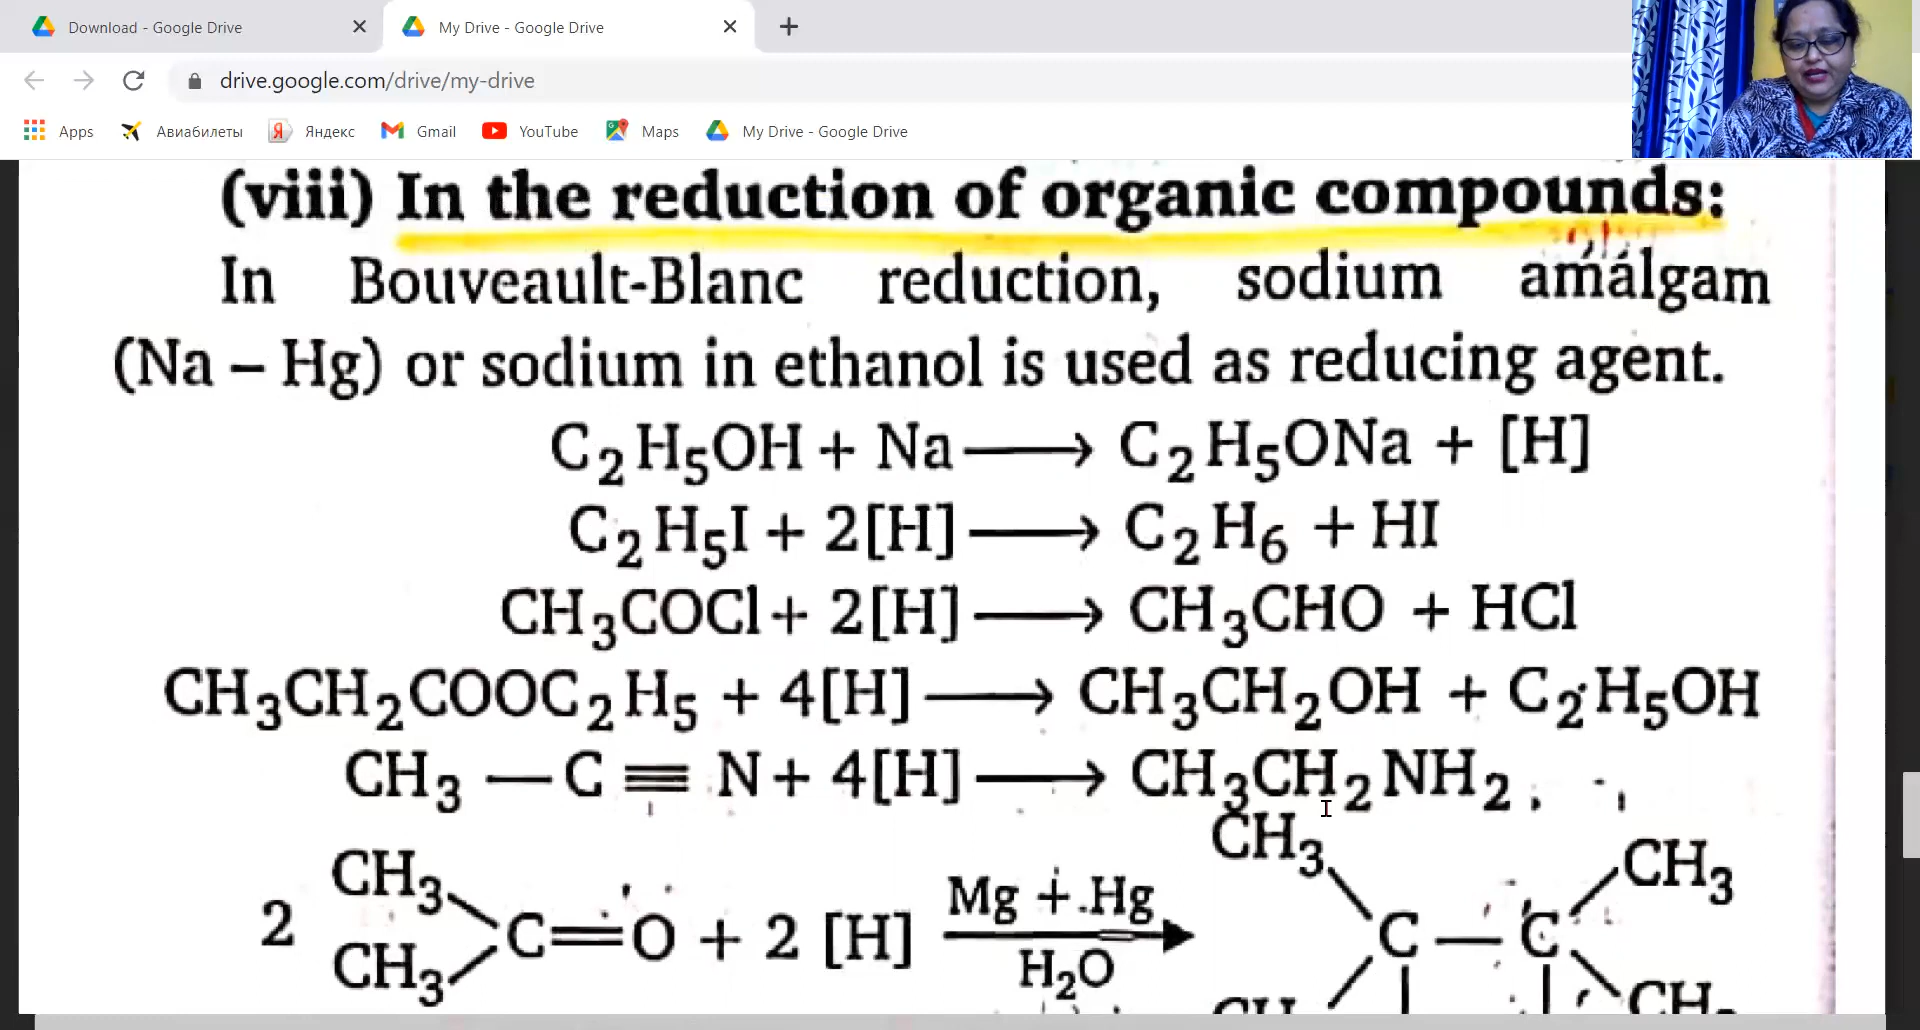 Download - Google Drive
My Drive - Google Drive
drive.google.com/drive/my-drive
Apps Авиабилеты Яндекс Gmail YouTube Maps My Drive - Google Drive
(viii) In the reduction of organic compounds:
In Bouveault-Blanc reduction, sodium amalgam
(Na – Hg) or sodium in ethanol is used as reducing agent.
C₂H₅OH + Na ⟶ C₂H₅ONa + [H]
C₂H₅I + 2[H] ⟶ C₂H₆ + HI
CH₃COCl + 2[H] ⟶ CH₃CHO + HCl
CH₃CH₂COOC₂H₅ + 4[H] ⟶ CH₃CH₂OH + C₂H₅OH
CH₃ — C ≡ N + 4[H] ⟶ CH₃CH₂NH₂
CH₃ CH₃
CH₃ Mg + Hg
2 C=O + 2 [H] C — C
CH₃ H₂O
CH₃